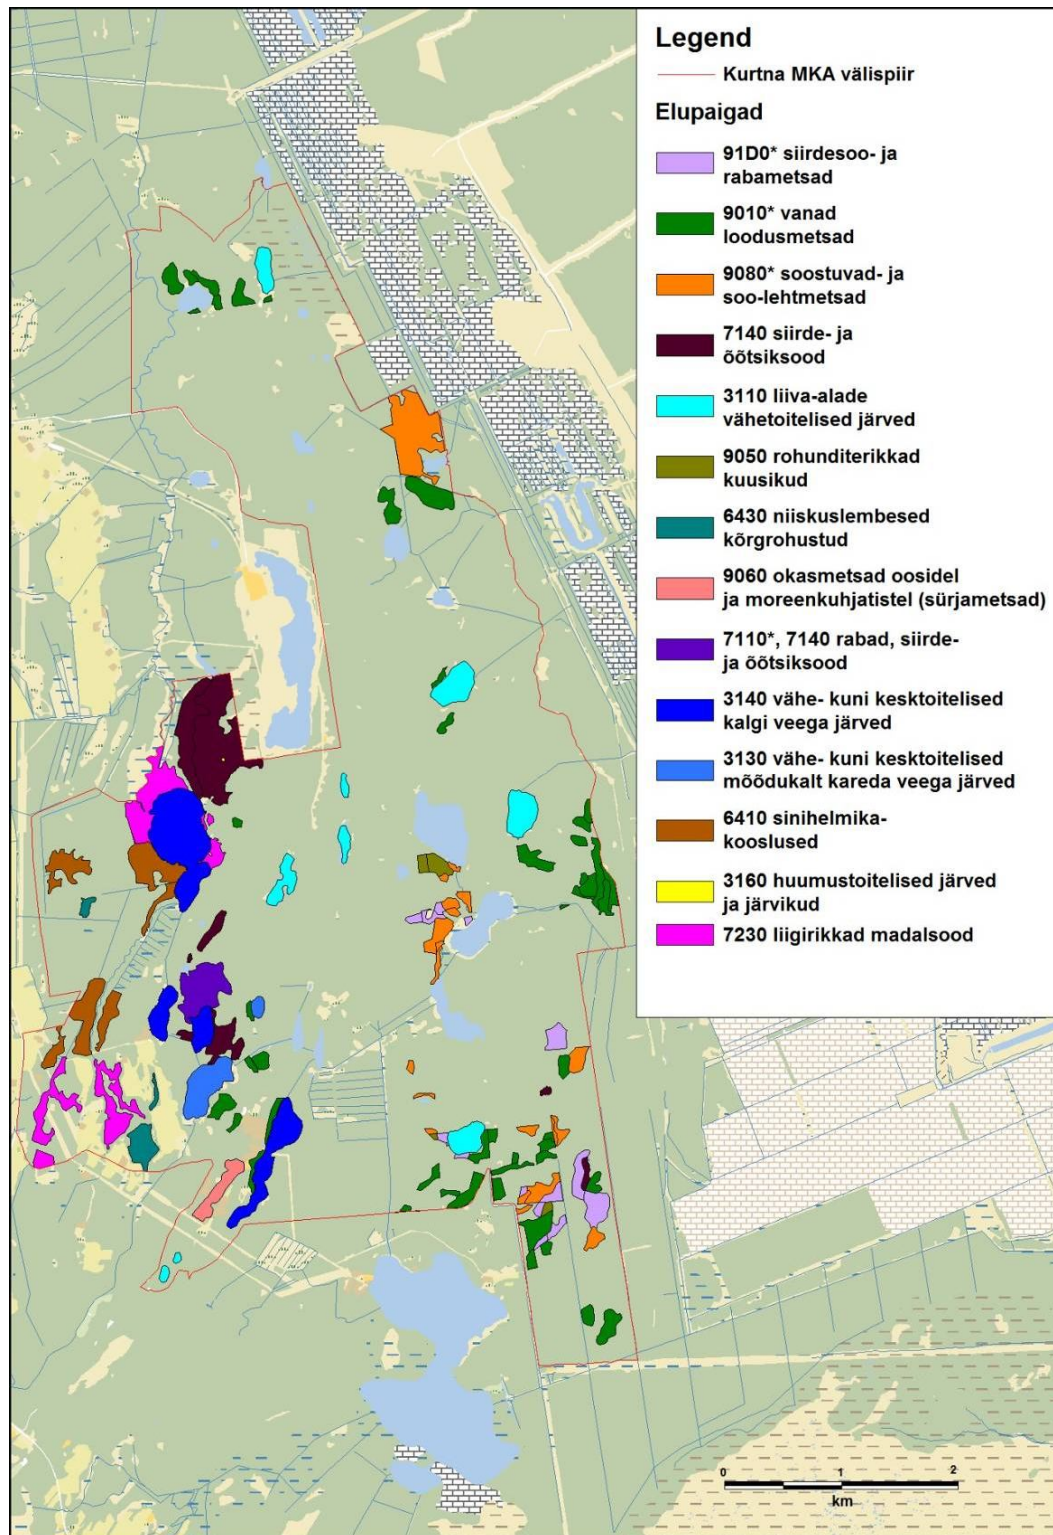 Legend
Kurtna MKA välispiir
Elupaigad
91D0* siirdesoo- ja
rabametsad
9010* vanad
loodusmetsad
9080* soostuvad- ja
soo-lehtmetsad
7140 siirde- ja
õõtsiksood
3110 liiva-alade
vähetoitelised järved
9050 rohunditerikkad
kuusikud
6430 niiskuslembesed
kõrgrohustud
9060 okasmetsad oosidel
ja moreenkuhjatistel (sürjametsad)
7110*, 7140 rabad, siirde-
ja õõtsiksood
3140 vähe- kuni kesktoitelised
kalgi veega järved
3130 vähe- kuni kesktoitelised
mõõdukalt kareda veega järved
6410 sinihelmika-
kooslused
3160 huumustoitelised järved
ja järvikud
7230 liigirikkad madalsood
0 1 2
km